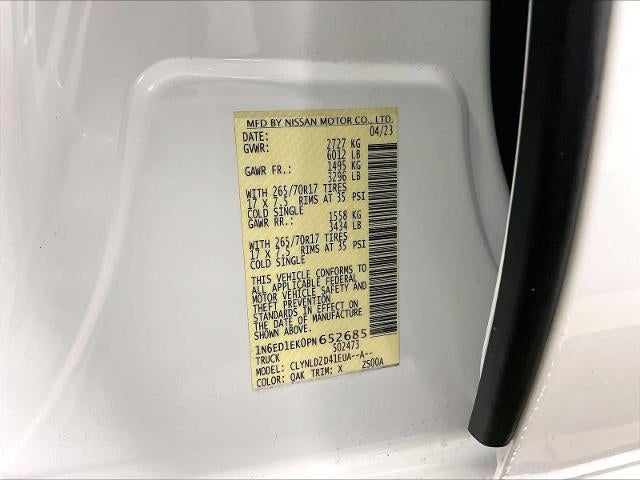 MFD BY NISSAN MOTOR CO., LTD.
DATE: 04/23
GVWR: 2727 KG
6012 LB
GAWR FR.: 1495 KG
3296 LB
WITH 265/70R17 TIRES
17 X 7.5 RIMS AT 35 PSI
COLD SINGLE
GAWR RR.: 1558 KG
3434 LB
WITH 265/70R17 TIRES
17 X 7.5 RIMS AT 35 PSI
COLD SINGLE
THIS VEHICLE CONFORMS TO
ALL APPLICABLE FEDERAL
MOTOR VEHICLE SAFETY AND
THEFT PREVENTION
STANDARDS IN EFFECT ON
THE DATE OF MANUFACTURE
SHOWN ABOVE.
1N6ED1EK0PN652685
TRUCK S02473
MODEL: CLYNLD2D41EUA--A--
COLOR: QAK TRIM: X 2S00A